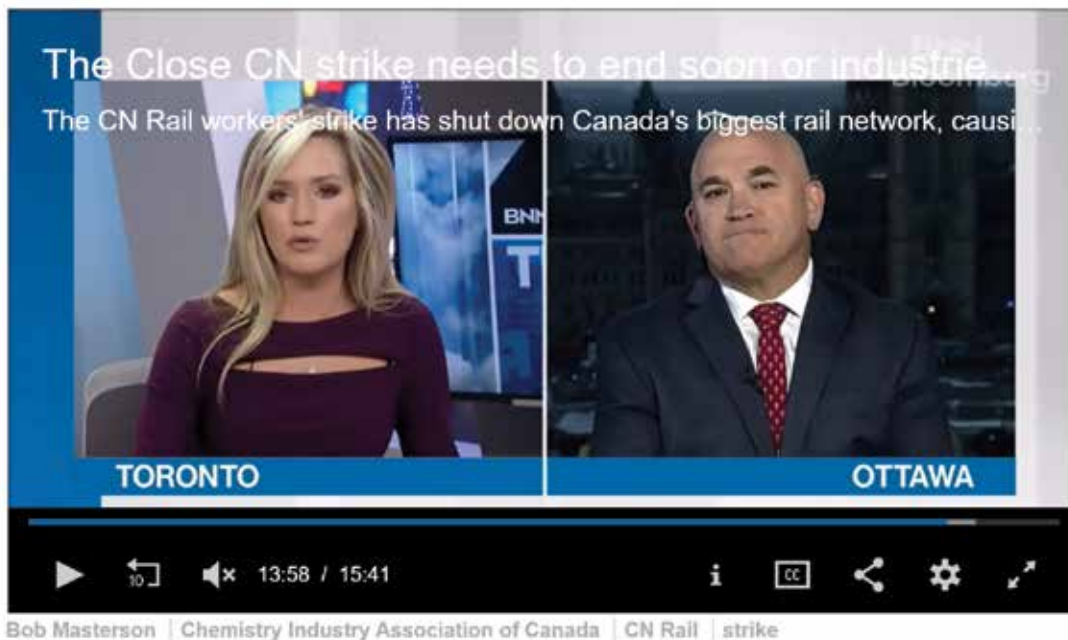 The Close CN strike needs to end soon or industrie...
Bloomberg
The CN Rail workers' strike has shut down Canada's biggest rail network, causi...
BNN
T
TORONTO
OTTAWA
10
13:58 / 15:41
i
CC
Bob Masterson | Chemistry Industry Association of Canada | CN Rail | strike